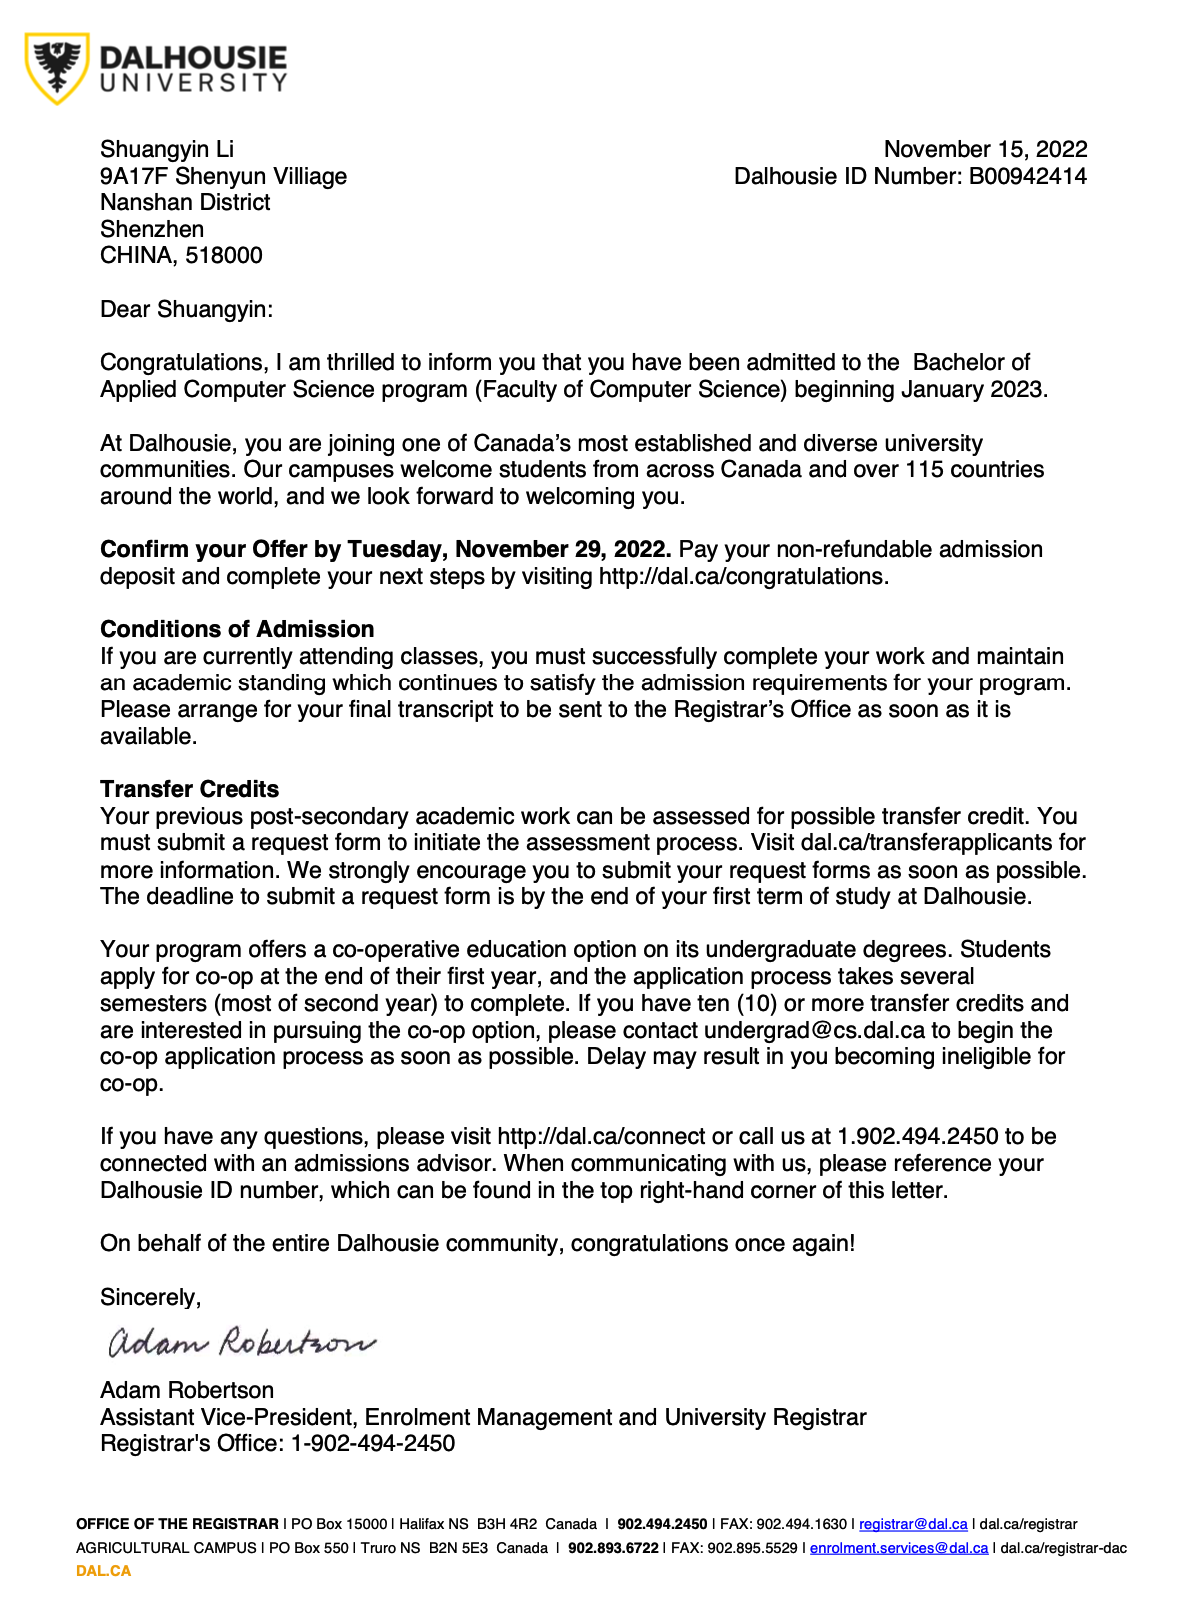 DALHOUSIE
UNIVERSITY
Shuangyin Li
9A17F Shenyun Villiage
Nanshan District
Shenzhen
CHINA, 518000
November 15, 2022
Dalhousie ID Number: B00942414
Dear Shuangyin:
Congratulations, I am thrilled to inform you that you have been admitted to the  Bachelor of
Applied Computer Science program (Faculty of Computer Science) beginning January 2023.
At Dalhousie, you are joining one of Canada’s most established and diverse university
communities. Our campuses welcome students from across Canada and over 115 countries
around the world, and we look forward to welcoming you.
Confirm your Offer by Tuesday, November 29, 2022. Pay your non-refundable admission
deposit and complete your next steps by visiting http://dal.ca/congratulations.
Conditions of Admission
If you are currently attending classes, you must successfully complete your work and maintain
an academic standing which continues to satisfy the admission requirements for your program.
Please arrange for your final transcript to be sent to the Registrar’s Office as soon as it is
available.
Transfer Credits
Your previous post-secondary academic work can be assessed for possible transfer credit. You
must submit a request form to initiate the assessment process. Visit dal.ca/transferapplicants for
more information. We strongly encourage you to submit your request forms as soon as possible.
The deadline to submit a request form is by the end of your first term of study at Dalhousie.
Your program offers a co-operative education option on its undergraduate degrees. Students
apply for co-op at the end of their first year, and the application process takes several
semesters (most of second year) to complete. If you have ten (10) or more transfer credits and
are interested in pursuing the co-op option, please contact undergrad@cs.dal.ca to begin the
co-op application process as soon as possible. Delay may result in you becoming ineligible for
co-op.
If you have any questions, please visit http://dal.ca/connect or call us at 1.902.494.2450 to be
connected with an admissions advisor. When communicating with us, please reference your
Dalhousie ID number, which can be found in the top right-hand corner of this letter.
On behalf of the entire Dalhousie community, congratulations once again!
Sincerely,
Adam Robertson
Adam Robertson
Assistant Vice-President, Enrolment Management and University Registrar
Registrar's Office: 1-902-494-2450
OFFICE OF THE REGISTRAR | PO Box 15000 | Halifax NS  B3H 4R2  Canada  |  902.494.2450 | FAX: 902.494.1630 | registrar@dal.ca | dal.ca/registrar
AGRICULTURAL CAMPUS | PO Box 550 | Truro NS  B2N 5E3  Canada  |  902.893.6722 | FAX: 902.895.5529 | enrolment.services@dal.ca | dal.ca/registrar-dac
DAL.CA